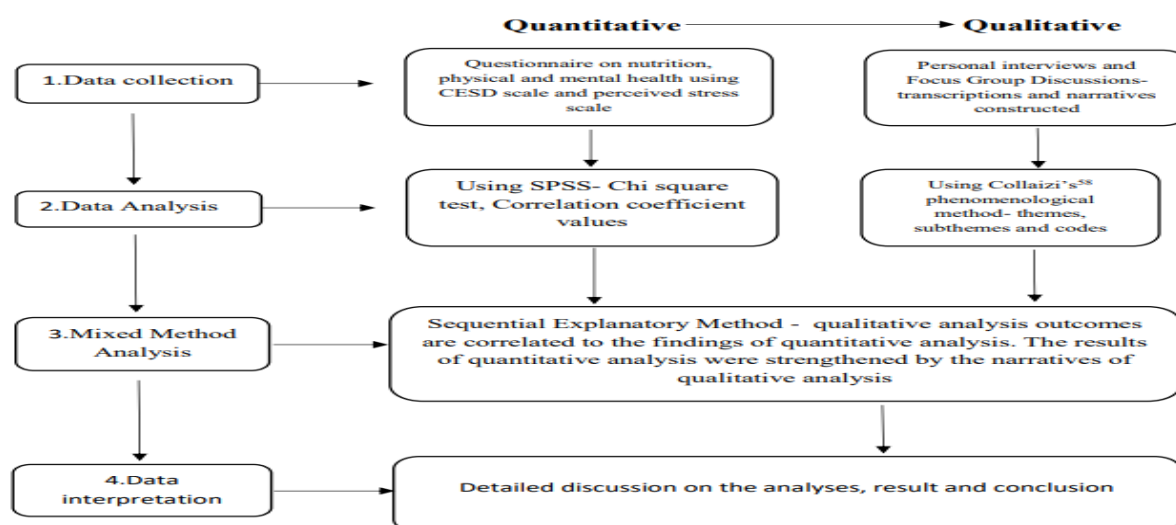 Quantitative
Qualitative
1.Data collection
Questionnaire on nutrition,
physical and mental health using
CESD scale and perceived stress
scale
Personal interviews and
Focus Group Discussions-
transcriptions and narratives
constructed
2.Data Analysis
Using SPSS- Chi square
test, Correlation coefficient
values
Using Collaizi's⁵⁸
phenomenological
method- themes,
subthemes and codes
3.Mixed Method
Analysis
Sequential Explanatory Method - qualitative analysis outcomes
are correlated to the findings of quantitative analysis. The results
of quantitative analysis were strengthened by the narratives of
qualitative analysis
4.Data
interpretation
Detailed discussion on the analyses, result and conclusion